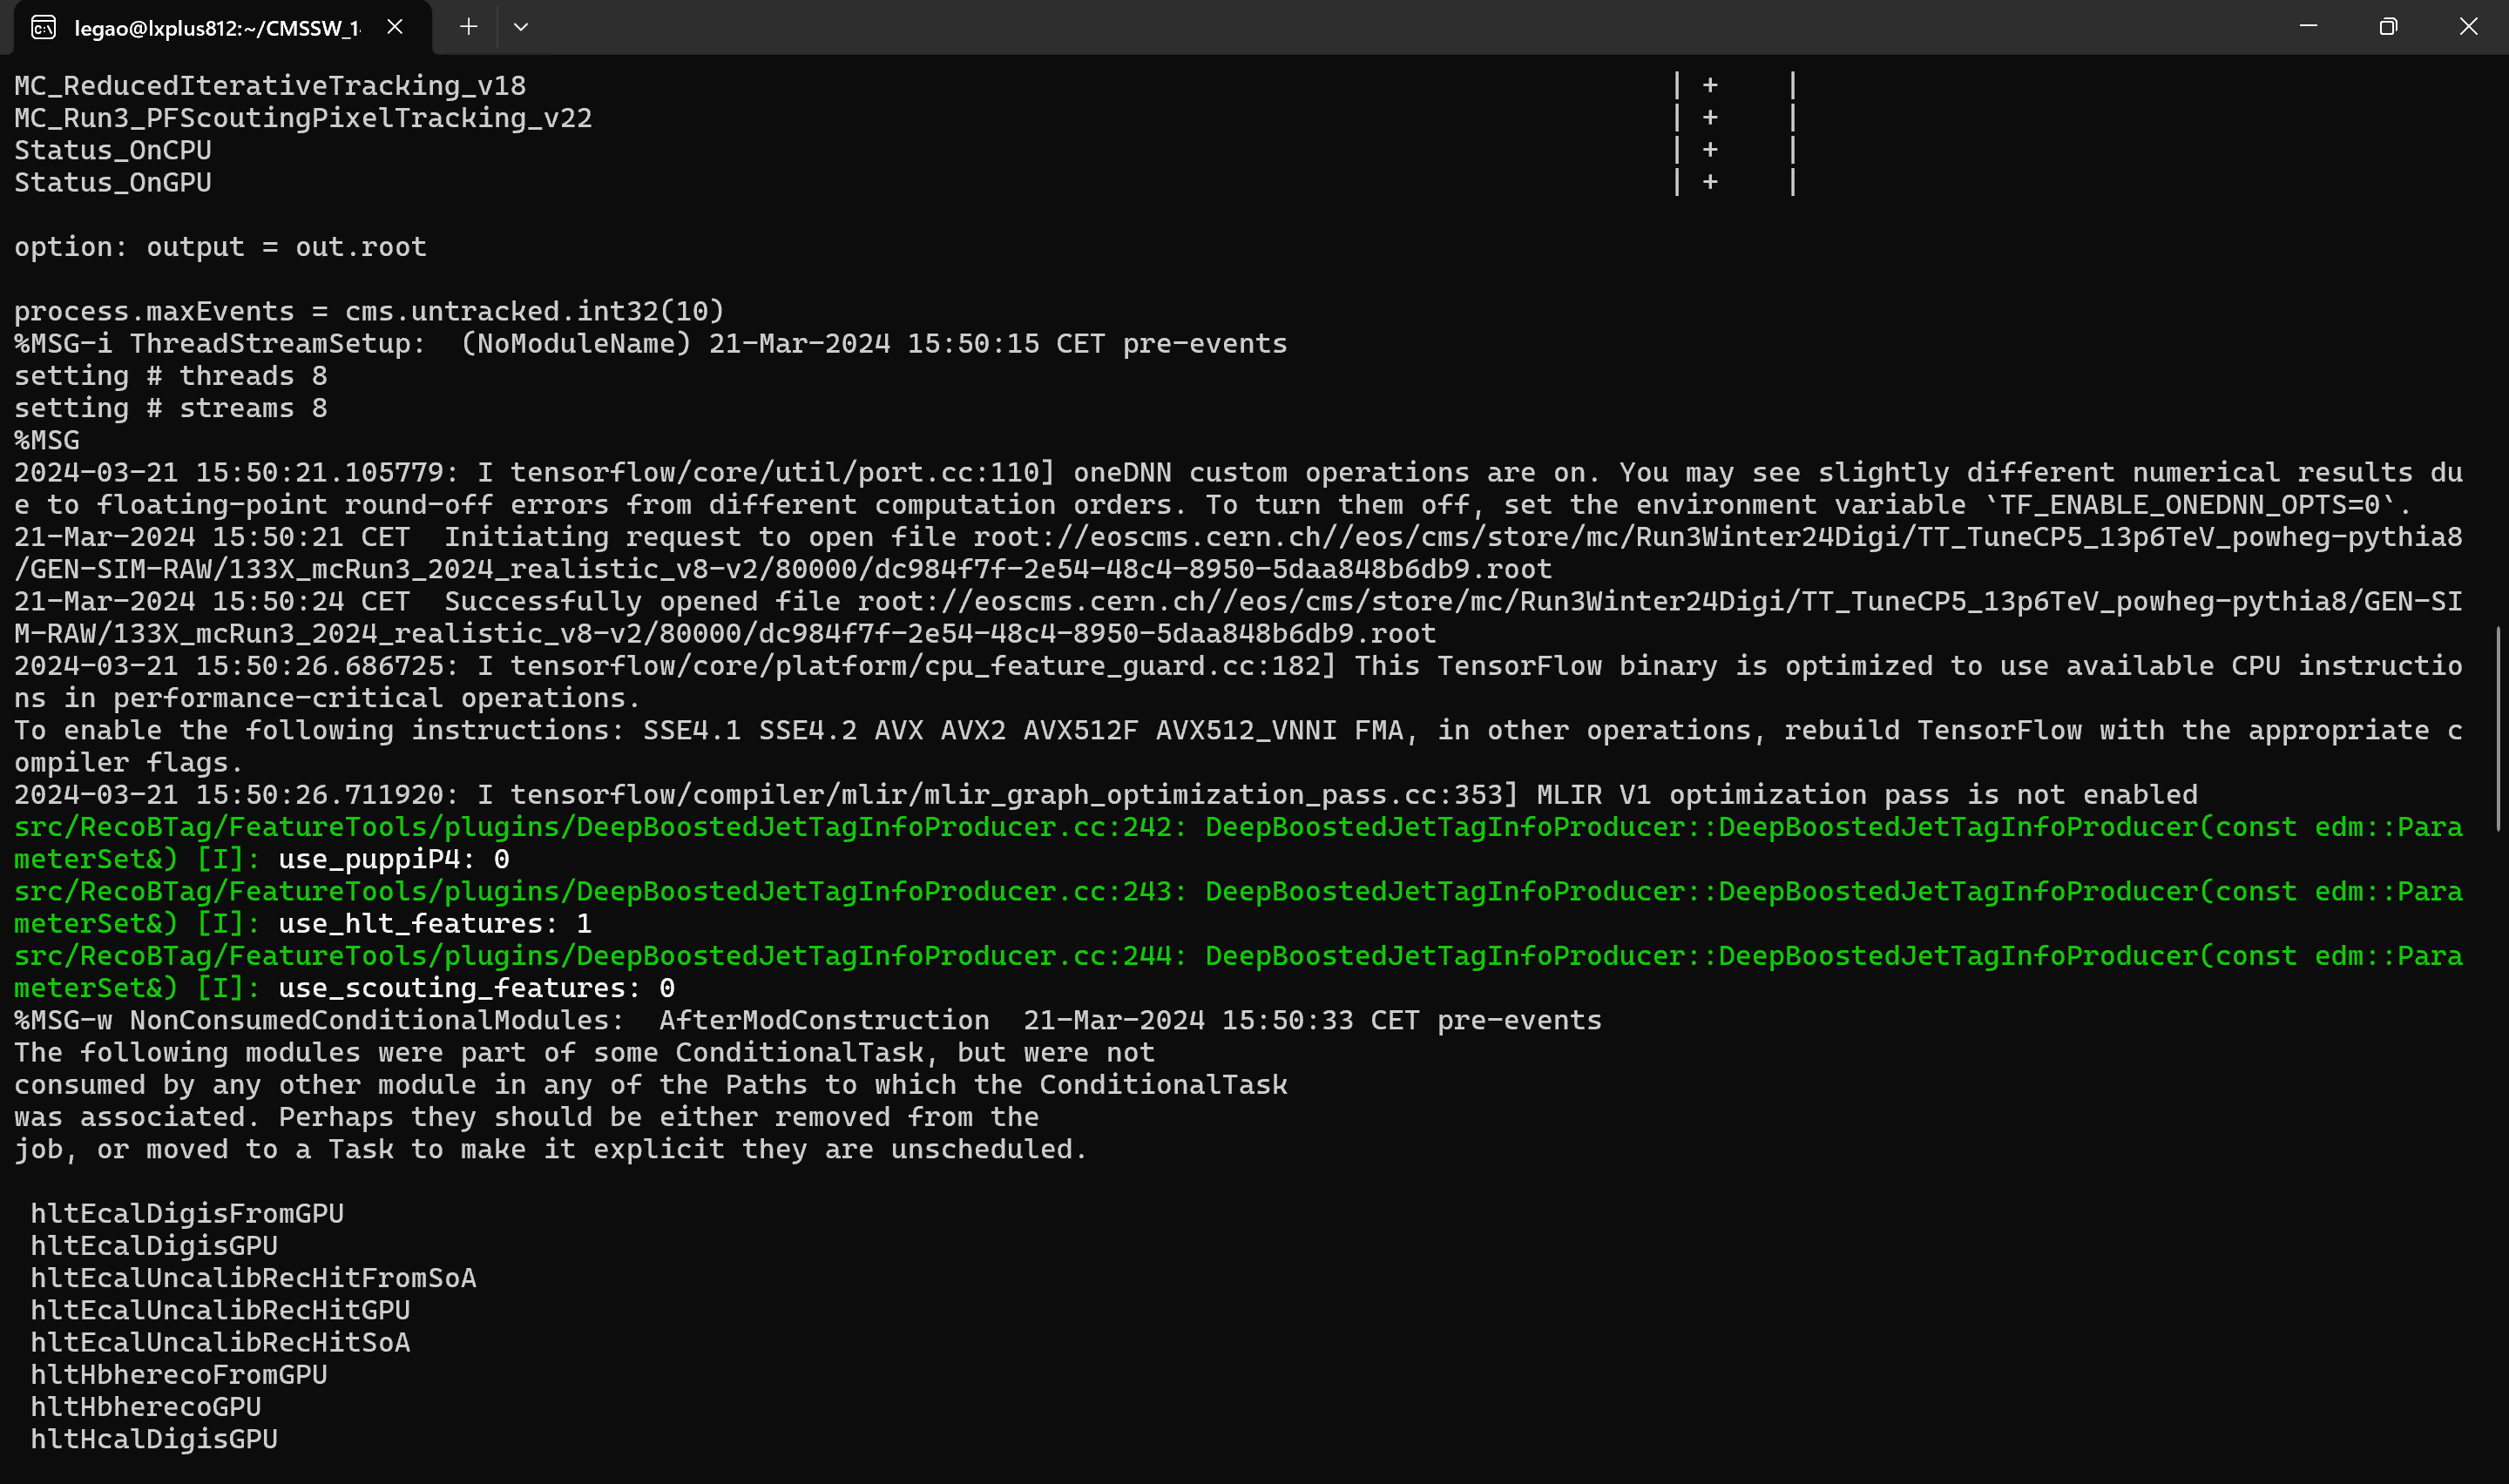 legao@lxplus812:~/CMSSW_1
MC_ReducedIterativeTracking_v18 | + |
MC_Run3_PFScoutingPixelTracking_v22 | + |
Status_OnCPU | + |
Status_OnGPU | + |
option: output = out.root
process.maxEvents = cms.untracked.int32(10)
%MSG-i ThreadStreamSetup:  (NoModuleName) 21-Mar-2024 15:50:15 CET pre-events
setting # threads 8
setting # streams 8
%MSG
2024-03-21 15:50:21.105779: I tensorflow/core/util/port.cc:110] oneDNN custom operations are on. You may see slightly different numerical results du
e to floating-point round-off errors from different computation orders. To turn them off, set the environment variable `TF_ENABLE_ONEDNN_OPTS=0`.
21-Mar-2024 15:50:21 CET  Initiating request to open file root://eoscms.cern.ch//eos/cms/store/mc/Run3Winter24Digi/TT_TuneCP5_13p6TeV_powheg-pythia8
/GEN-SIM-RAW/133X_mcRun3_2024_realistic_v8-v2/80000/dc984f7f-2e54-48c4-8950-5daa848b6db9.root
21-Mar-2024 15:50:24 CET  Successfully opened file root://eoscms.cern.ch//eos/cms/store/mc/Run3Winter24Digi/TT_TuneCP5_13p6TeV_powheg-pythia8/GEN-SI
M-RAW/133X_mcRun3_2024_realistic_v8-v2/80000/dc984f7f-2e54-48c4-8950-5daa848b6db9.root
2024-03-21 15:50:26.686725: I tensorflow/core/platform/cpu_feature_guard.cc:182] This TensorFlow binary is optimized to use available CPU instructio
ns in performance-critical operations.
To enable the following instructions: SSE4.1 SSE4.2 AVX AVX2 AVX512F AVX512_VNNI FMA, in other operations, rebuild TensorFlow with the appropriate c
ompiler flags.
2024-03-21 15:50:26.711920: I tensorflow/compiler/mlir/mlir_graph_optimization_pass.cc:353] MLIR V1 optimization pass is not enabled
src/RecoBTag/FeatureTools/plugins/DeepBoostedJetTagInfoProducer.cc:242: DeepBoostedJetTagInfoProducer::DeepBoostedJetTagInfoProducer(const edm::Para
meterSet&) [I]: use_puppiP4: 0
src/RecoBTag/FeatureTools/plugins/DeepBoostedJetTagInfoProducer.cc:243: DeepBoostedJetTagInfoProducer::DeepBoostedJetTagInfoProducer(const edm::Para
meterSet&) [I]: use_hlt_features: 1
src/RecoBTag/FeatureTools/plugins/DeepBoostedJetTagInfoProducer.cc:244: DeepBoostedJetTagInfoProducer::DeepBoostedJetTagInfoProducer(const edm::Para
meterSet&) [I]: use_scouting_features: 0
%MSG-w NonConsumedConditionalModules:  AfterModConstruction  21-Mar-2024 15:50:33 CET pre-events
The following modules were part of some ConditionalTask, but were not
consumed by any other module in any of the Paths to which the ConditionalTask
was associated. Perhaps they should be either removed from the
job, or moved to a Task to make it explicit they are unscheduled.
hltEcalDigisFromGPU
hltEcalDigisGPU
hltEcalUncalibRecHitFromSoA
hltEcalUncalibRecHitGPU
hltEcalUncalibRecHitSoA
hltHbherecoFromGPU
hltHbherecoGPU
hltHcalDigisGPU